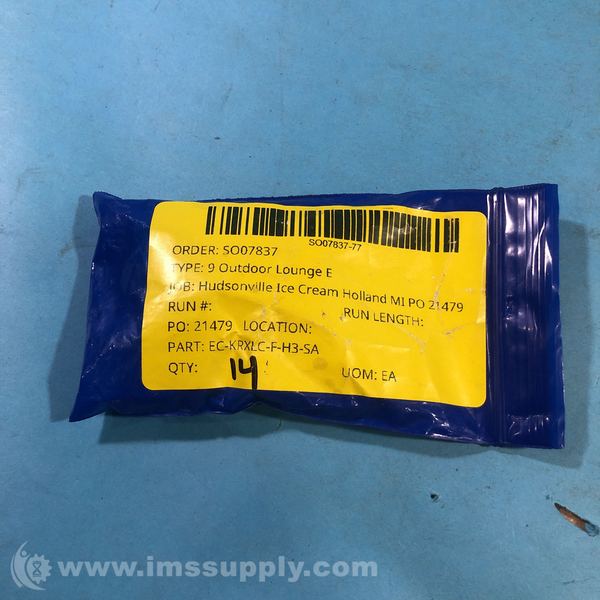 SO07837-77
ORDER: SO07837
TYPE: 9 Outdoor Lounge E
JOB: Hudsonville Ice Cream Holland MI PO 21479
RUN #: RUN LENGTH:
PO: 21479 LOCATION:
PART: EC-KRXLC-F-H3-SA
QTY: 14 UOM: EA
www.imssupply.com